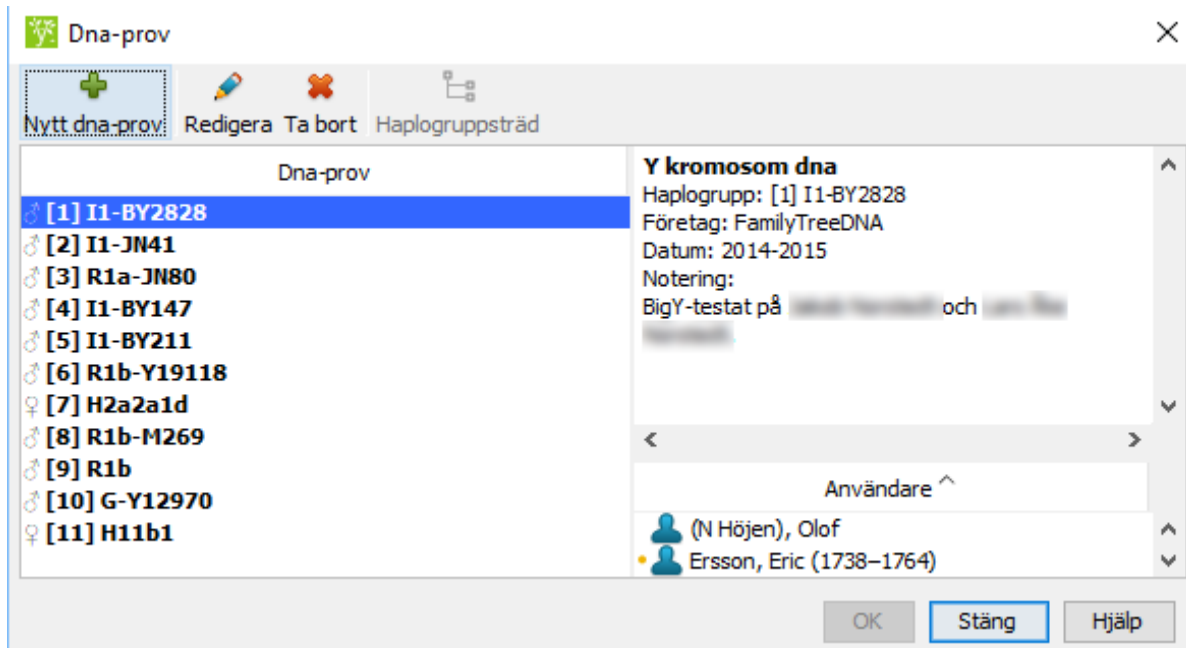 Dna-prov
Nytt dna-prov Redigera Ta bort Haplogruppsträd
Dna-prov
[1] I1-BY2828
[2] I1-JN41
[3] R1a-JN80
[4] I1-BY147
[5] I1-BY211
[6] R1b-Y19118
[7] H2a2a1d
[8] R1b-M269
[9] R1b
[10] G-Y12970
[11] H11b1
Y kromosom dna
Haplogrupp: [1] I1-BY2828
Företag: FamilyTreeDNA
Datum: 2014-2015
Notering:
BigY-testat på och
Användare
(N Höjen), Olof
Ersson, Eric (1738–1764)
OK Stäng Hjälp